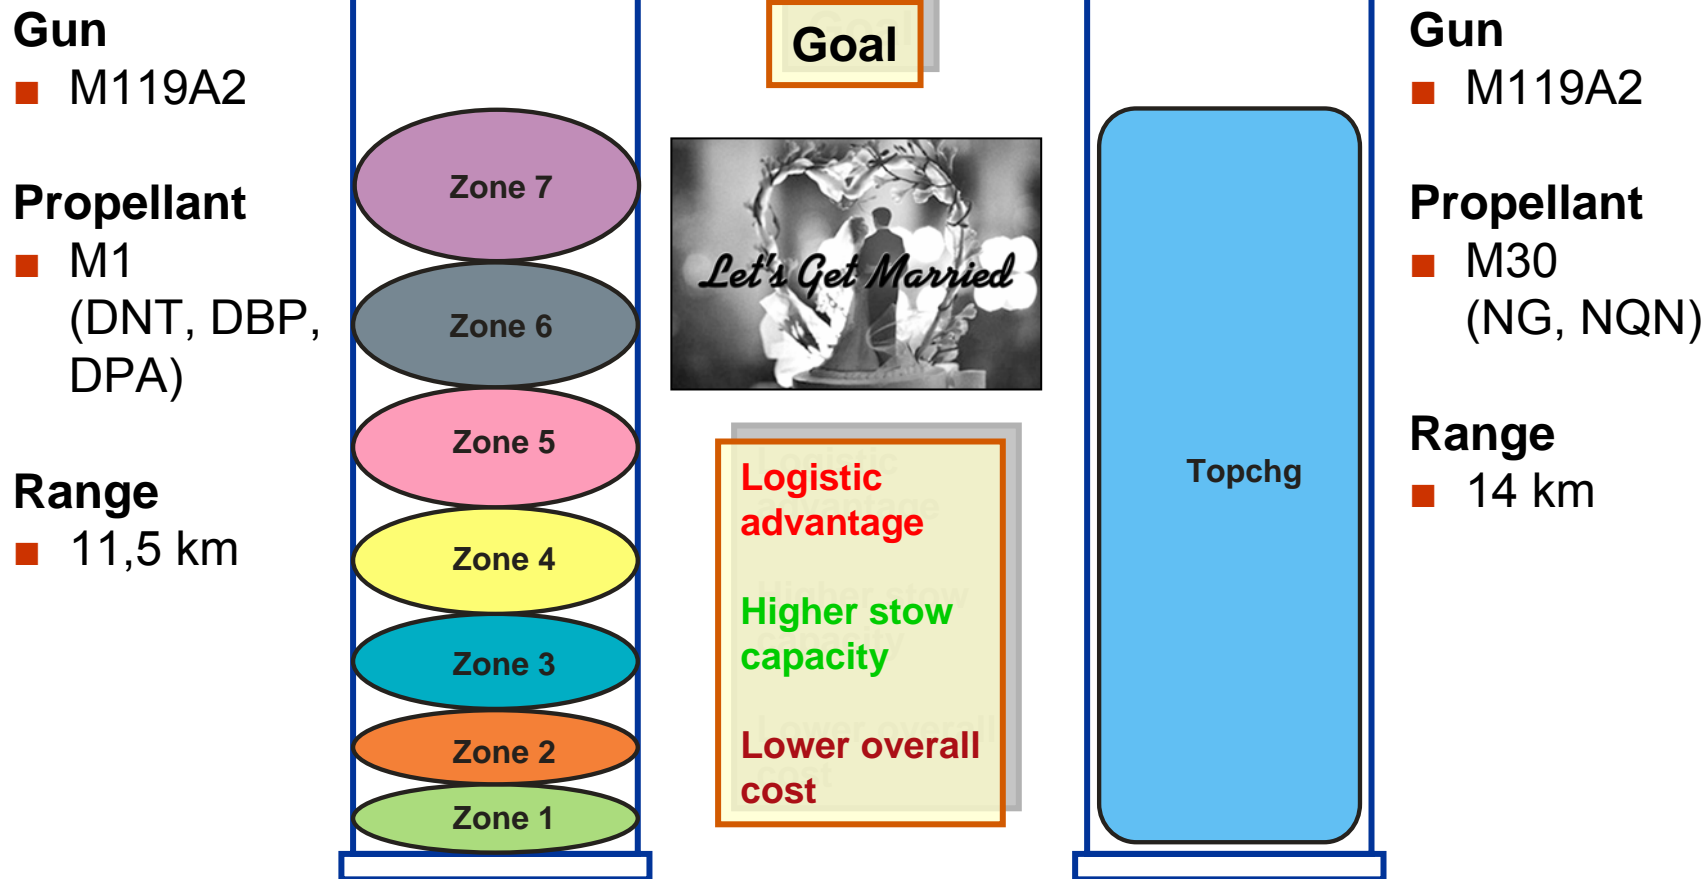 Gun
■ M119A2
Propellant
■ M1
(DNT, DBP,
DPA)
Range
■ 11,5 km
Zone 7
Zone 6
Zone 5
Zone 4
Zone 3
Zone 2
Zone 1
Goal
Let's Get Married
Logistic
advantage
Higher stow
capacity
Lower overall
cost
Topchg
Gun
■ M119A2
Propellant
■ M30
(NG, NQN)
Range
■ 14 km